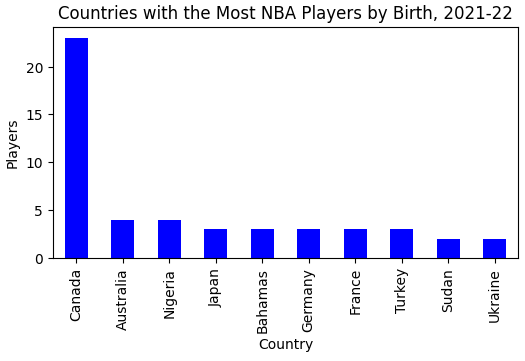 Countries with the Most NBA Players by Birth, 2021-22
Players
20
15
10
5
0
Canada
Australia
Nigeria
Japan
Bahamas
Germany
France
Turkey
Sudan
Ukraine
Country